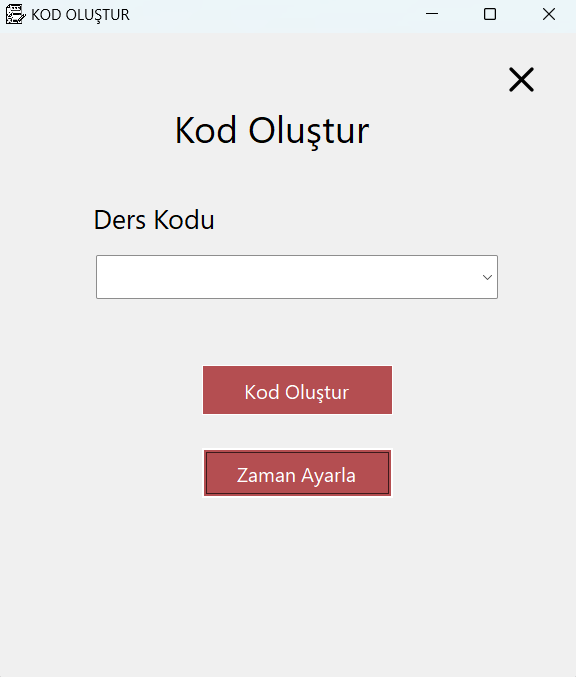 KOD OLUŞTUR
Kod Oluştur
Ders Kodu
Kod Oluştur
Zaman Ayarla